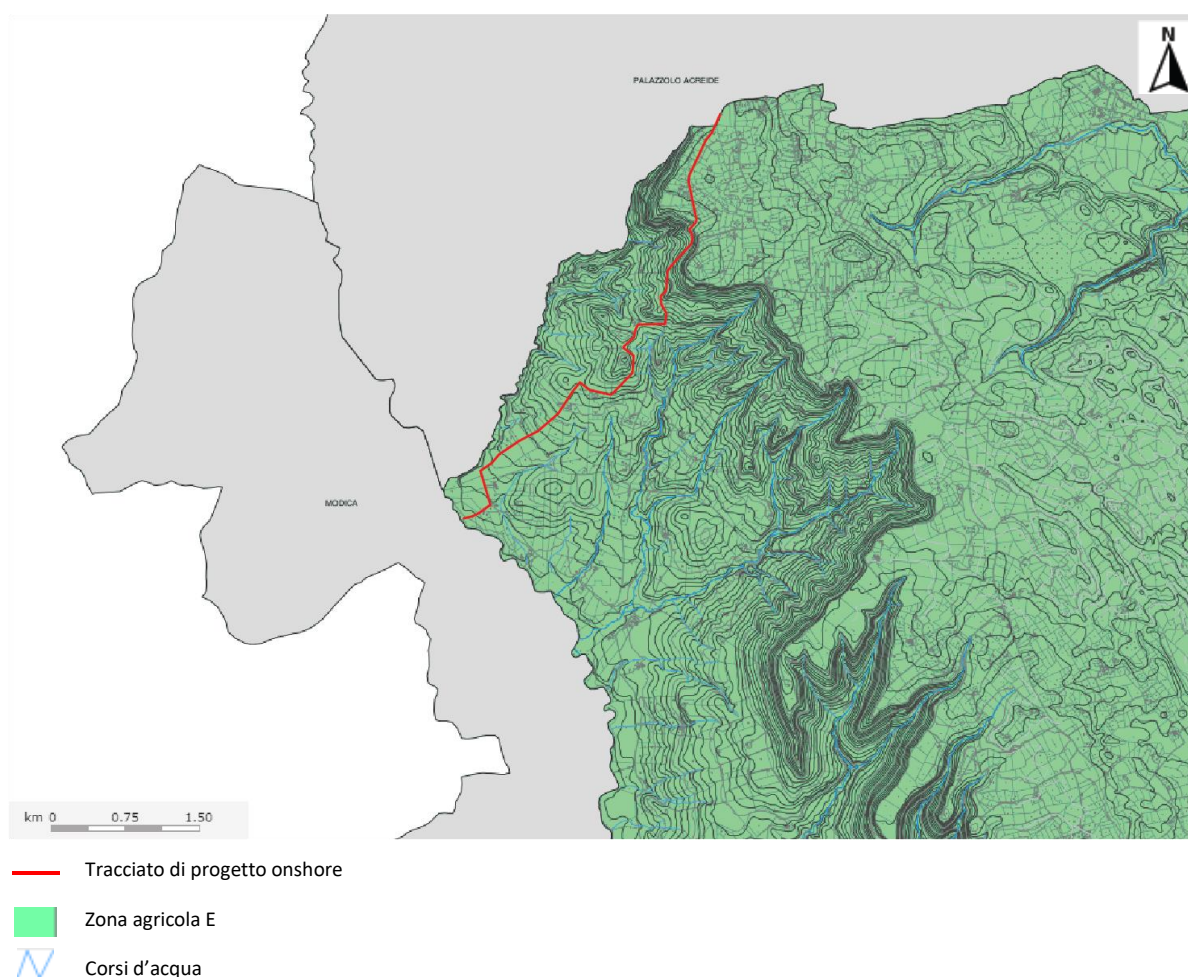 N
PALAZZOLO ACREIDE
MODICA
km 0 0.75 1.50
Tracciato di progetto onshore
Zona agricola E
Corsi d'acqua